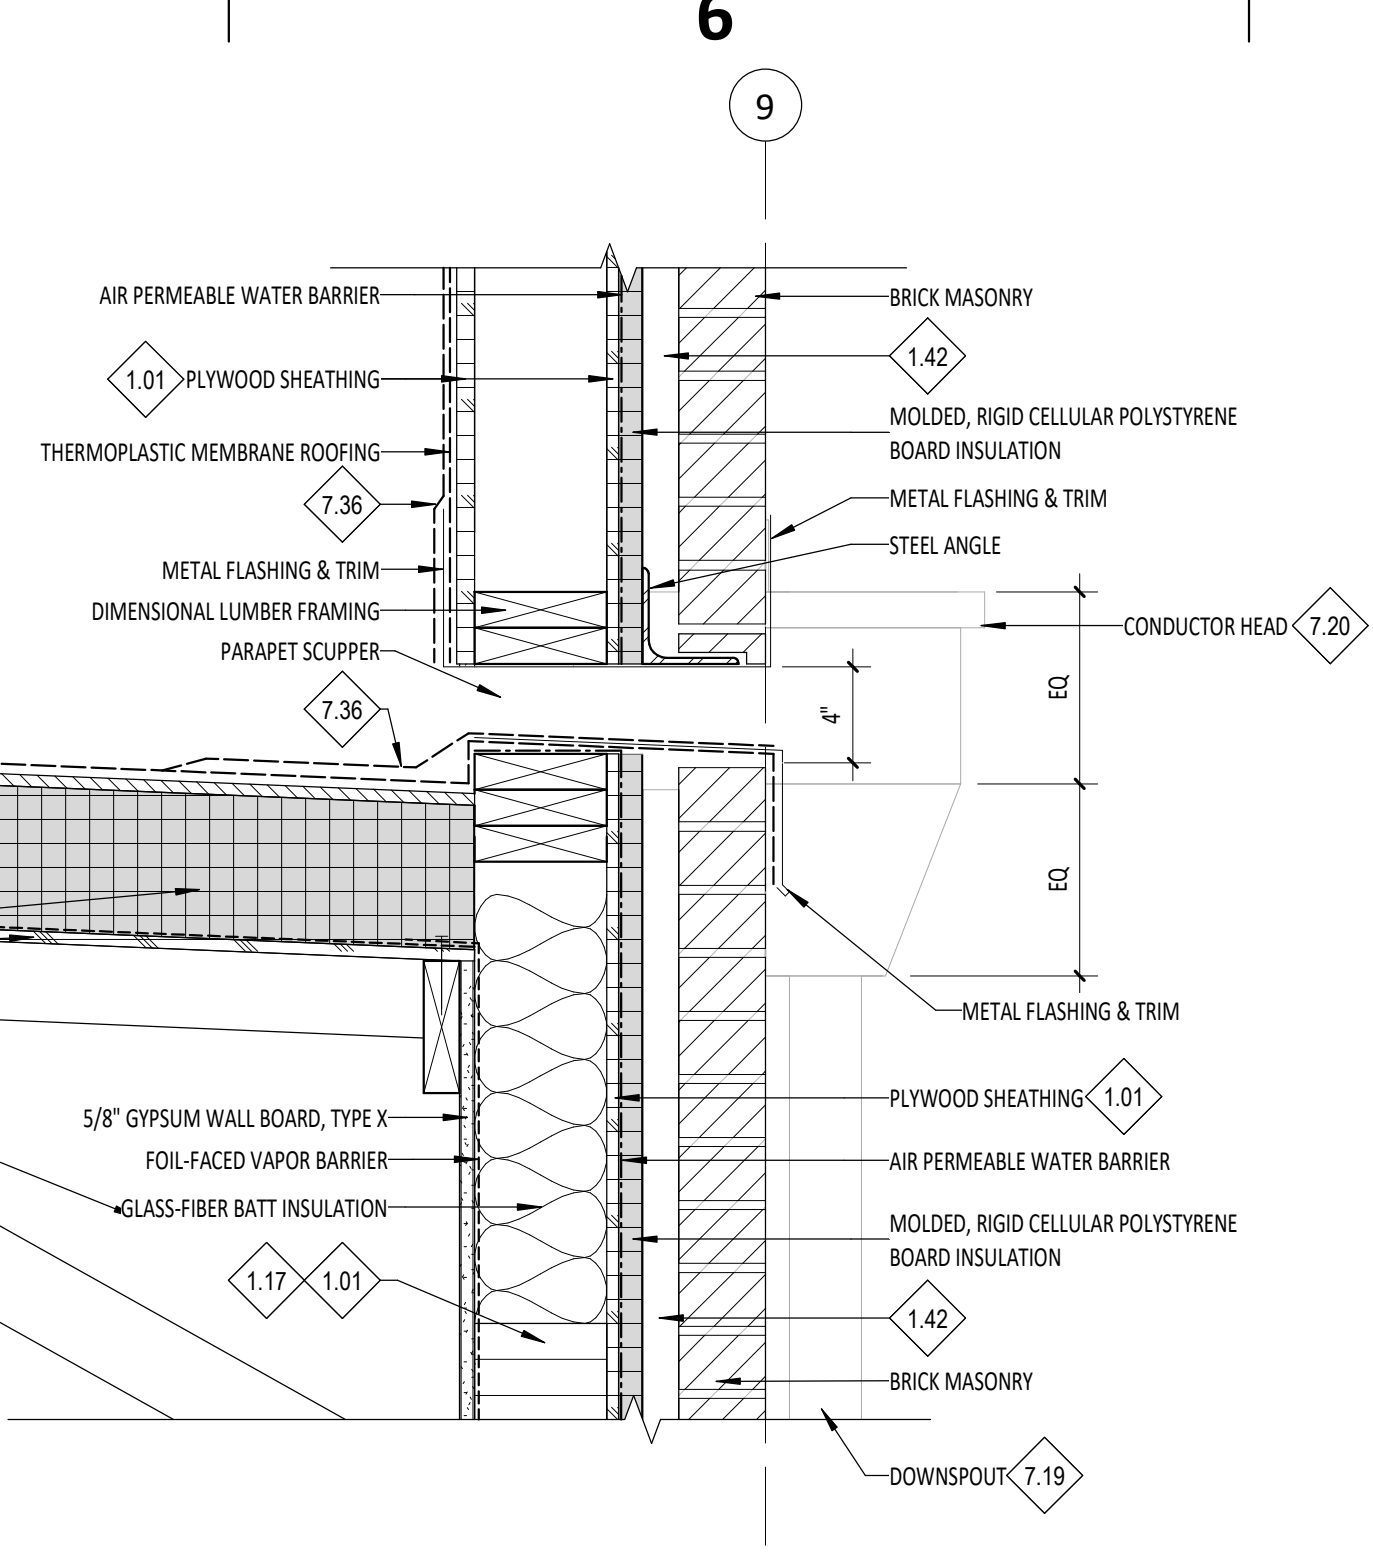 6
9
AIR PERMEABLE WATER BARRIER
BRICK MASONRY
1.42
1.01 PLYWOOD SHEATHING
MOLDED, RIGID CELLULAR POLYSTYRENE
BOARD INSULATION
THERMOPLASTIC MEMBRANE ROOFING
7.36
METAL FLASHING & TRIM
STEEL ANGLE
METAL FLASHING & TRIM
DIMENSIONAL LUMBER FRAMING
CONDUCTOR HEAD 7.20
PARAPET SCUPPER
EQ
7.36
4"
EQ
METAL FLASHING & TRIM
PLYWOOD SHEATHING 1.01
5/8" GYPSUM WALL BOARD, TYPE X
FOIL-FACED VAPOR BARRIER
AIR PERMEABLE WATER BARRIER
GLASS-FIBER BATT INSULATION
MOLDED, RIGID CELLULAR POLYSTYRENE
BOARD INSULATION
1.17 1.01
1.42
BRICK MASONRY
DOWNSPOUT 7.19